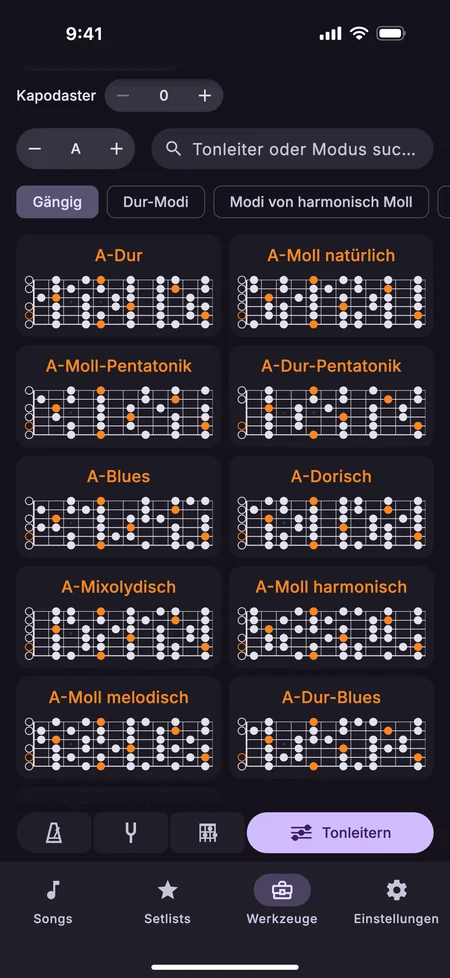 9:41
Kapodaster
0
A
Tonleiter oder Modus suc...
Gängig
Dur-Modi
Modi von harmonisch Moll
A-Dur
A-Moll natürlich
A-Moll-Pentatonik
A-Dur-Pentatonik
A-Blues
A-Dorisch
A-Mixolydisch
A-Moll harmonisch
A-Moll melodisch
A-Dur-Blues
Tonleitern
Songs
Setlists
Werkzeuge
Einstellungen